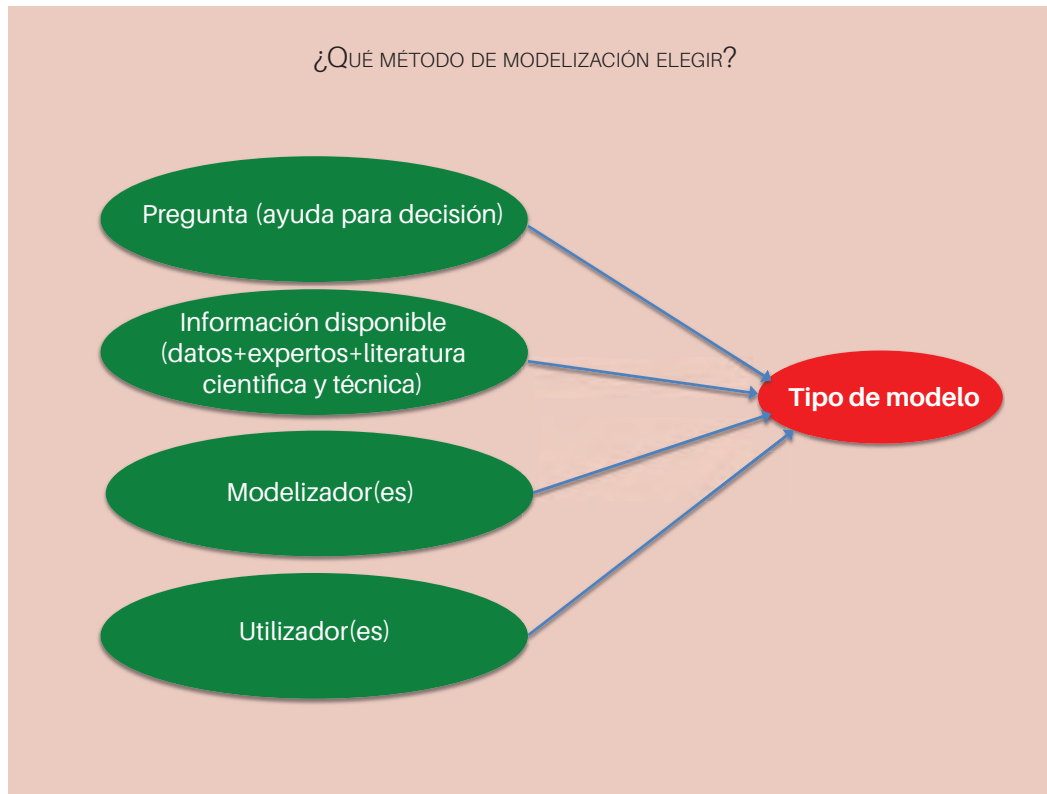 ¿Qué método de modelización elegir?
Pregunta (ayuda para decisión)
Información disponible
(datos+expertos+literatura
cientìfica y técnica)
Tipo de modelo
Modelizador(es)
Utilizador(es)